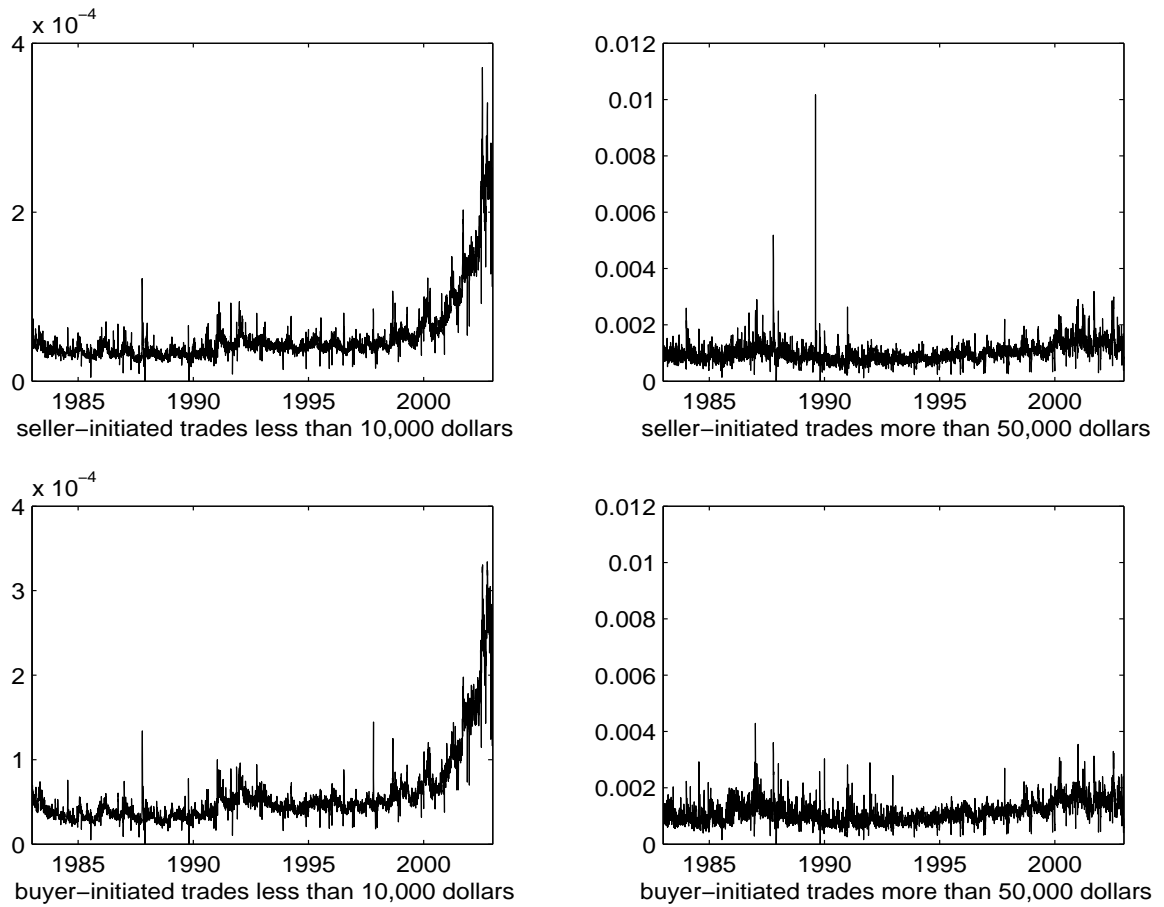 x 10−4
4
2
0
1985 1990 1995 2000
seller−initiated trades less than 10,000 dollars
0.012
0.01
0.008
0.006
0.004
0.002
0
1985 1990 1995 2000
seller−initiated trades more than 50,000 dollars
x 10−4
4
3
2
1
0
1985 1990 1995 2000
buyer−initiated trades less than 10,000 dollars
0.012
0.01
0.008
0.006
0.004
0.002
0
1985 1990 1995 2000
buyer−initiated trades more than 50,000 dollars